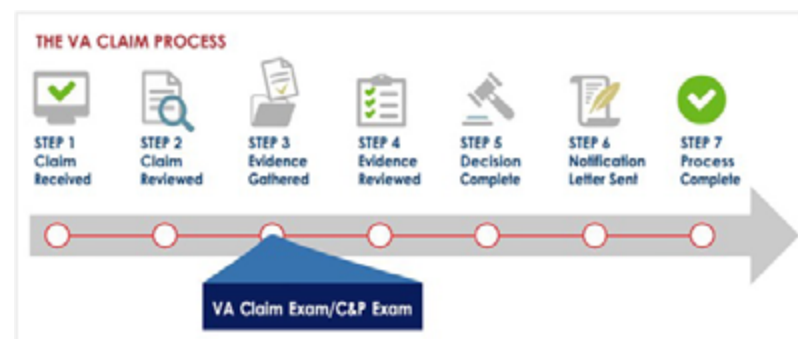 THE VA CLAIM PROCESS
STEP 1
Claim
Received
STEP 2
Claim
Reviewed
STEP 3
Evidence
Gathered
STEP 4
Evidence
Reviewed
STEP 5
Decision
Complete
STEP 6
Notification
Letter Sent
STEP 7
Process
Complete
VA Claim Exam/C&P Exam